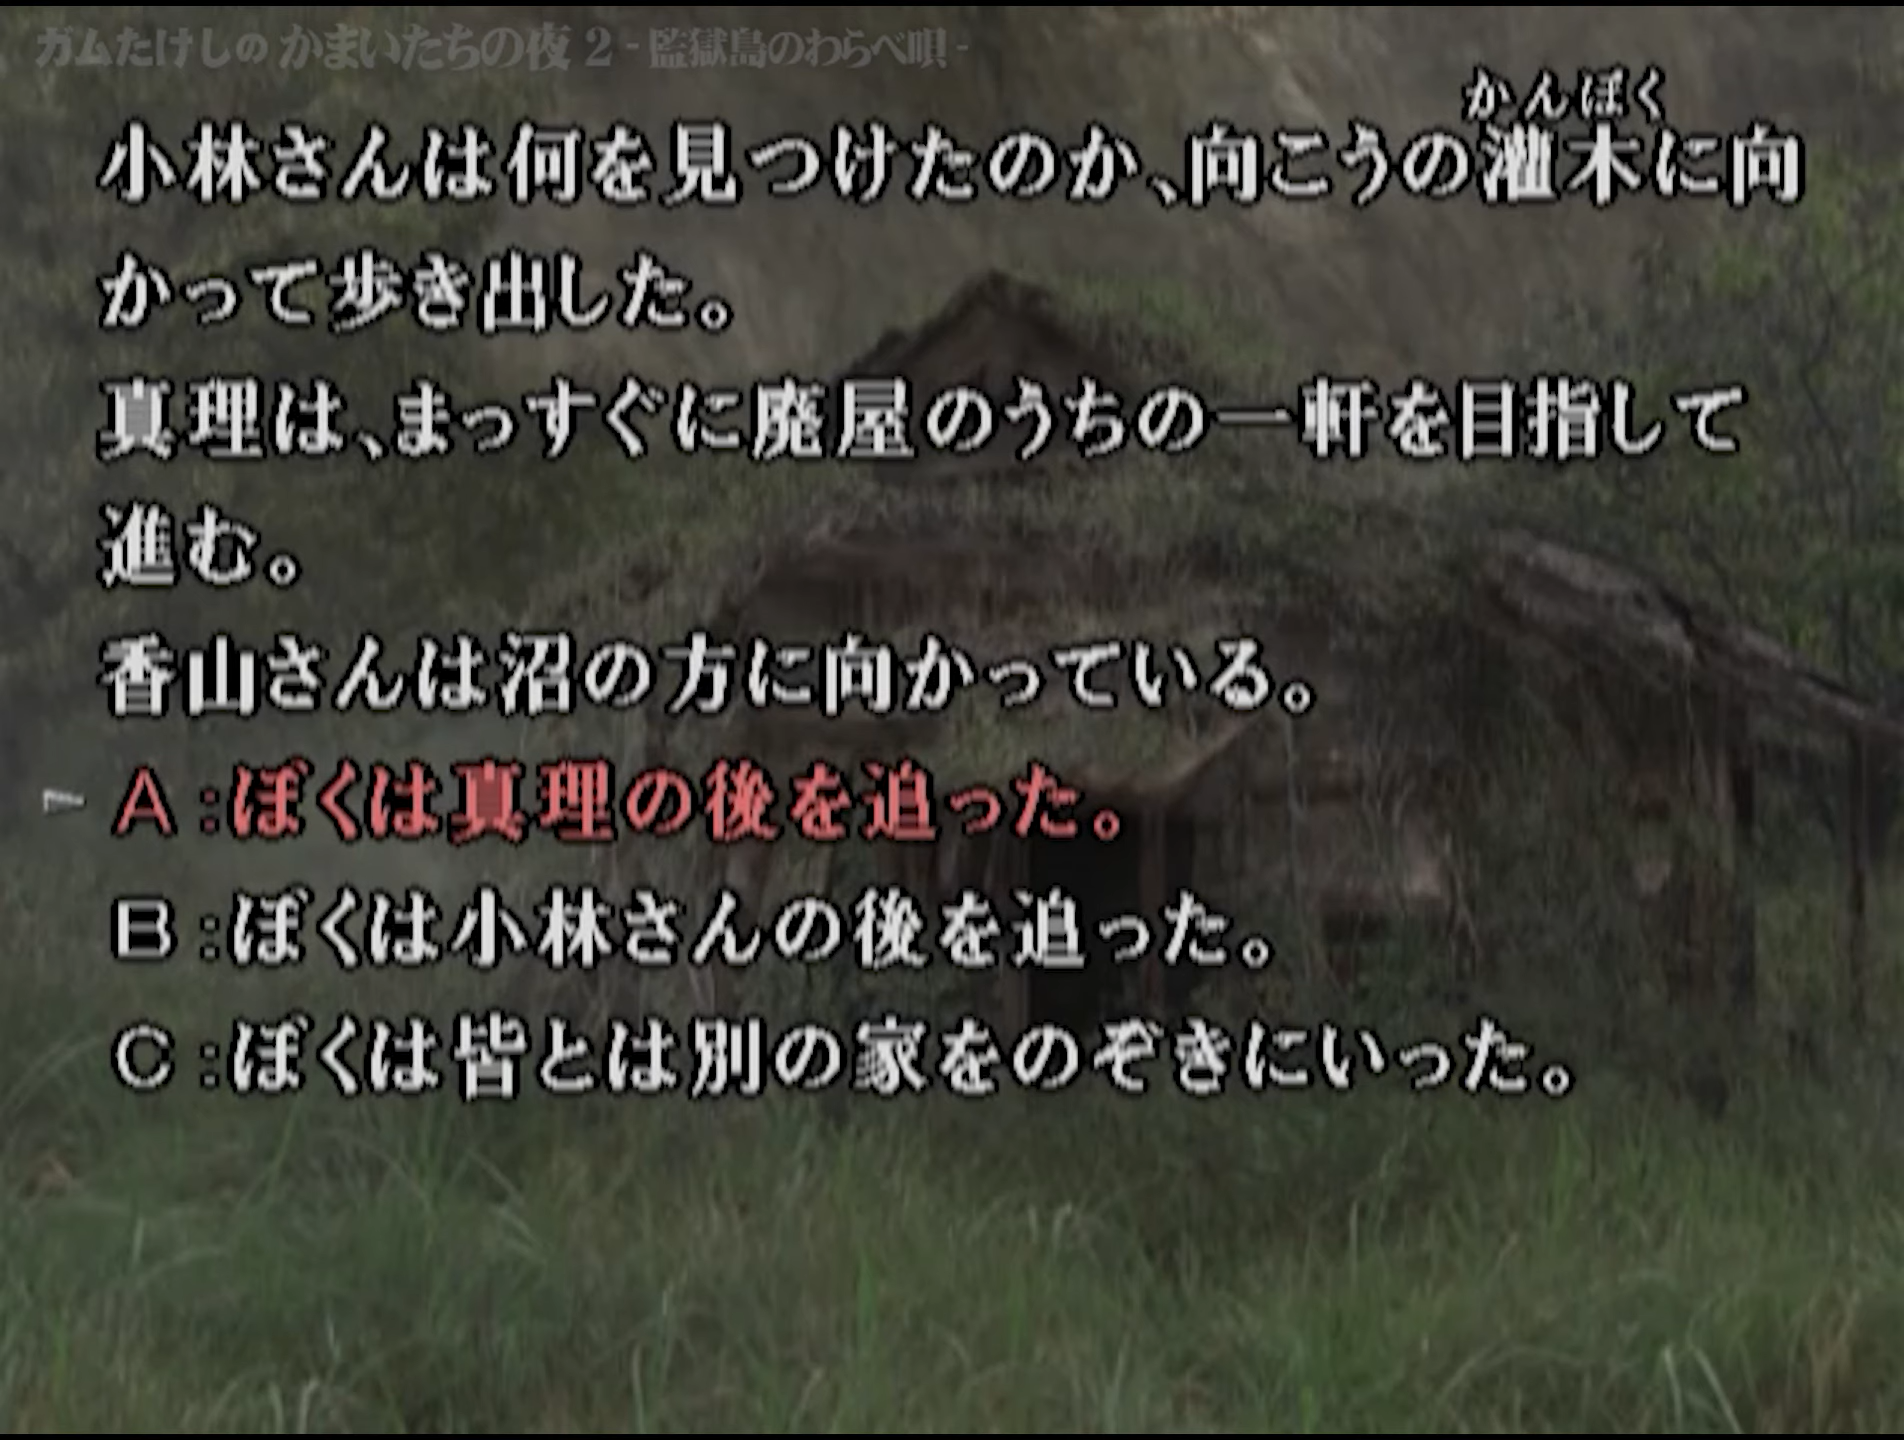 ガムたけしの かまいたちの夜 2 - 監獄島のわらべ唄 -
かんぼく
小林さんは何を見つけたのか、向こうの灌木に向
かって歩き出した。
真理は、まっすぐに廃屋のうちの一軒を目指して
進む。
香山さんは沼の方に向かっている。
A：ぼくは真理の後を追った。
B：ぼくは小林さんの後を追った。
C：ぼくは皆とは別の家をのぞきにいった。